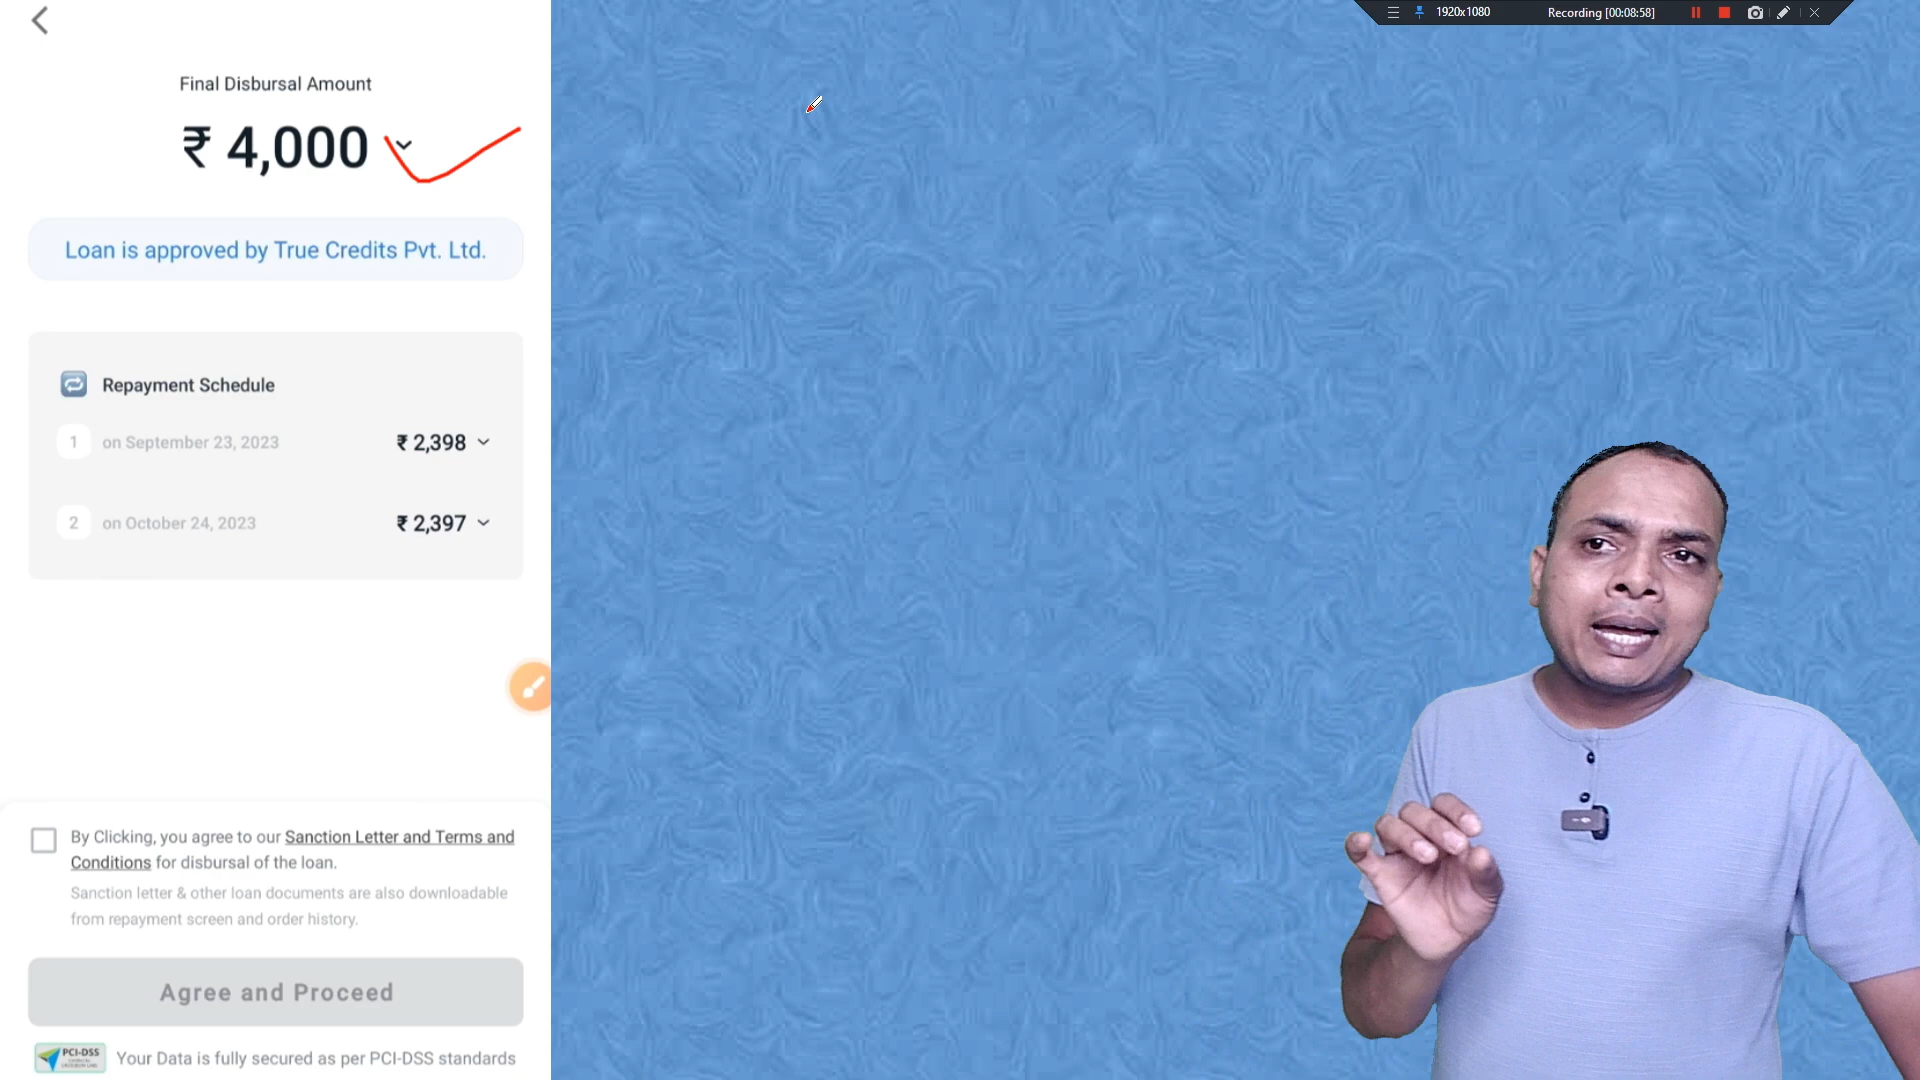 1920x1080
Recording [00:08:58]
Final Disbursal Amount
₹ 4,000
Loan is approved by True Credits Pvt. Ltd.
Repayment Schedule
1 on September 23, 2023 ₹ 2,398
2 on October 24, 2023 ₹ 2,397
By Clicking, you agree to our Sanction Letter and Terms and
Conditions for disbursal of the loan.
Sanction letter & other loan documents are also downloadable
from repayment screen and order history.
Agree and Proceed
PCI-DSS
Your Data is fully secured as per PCI-DSS standards